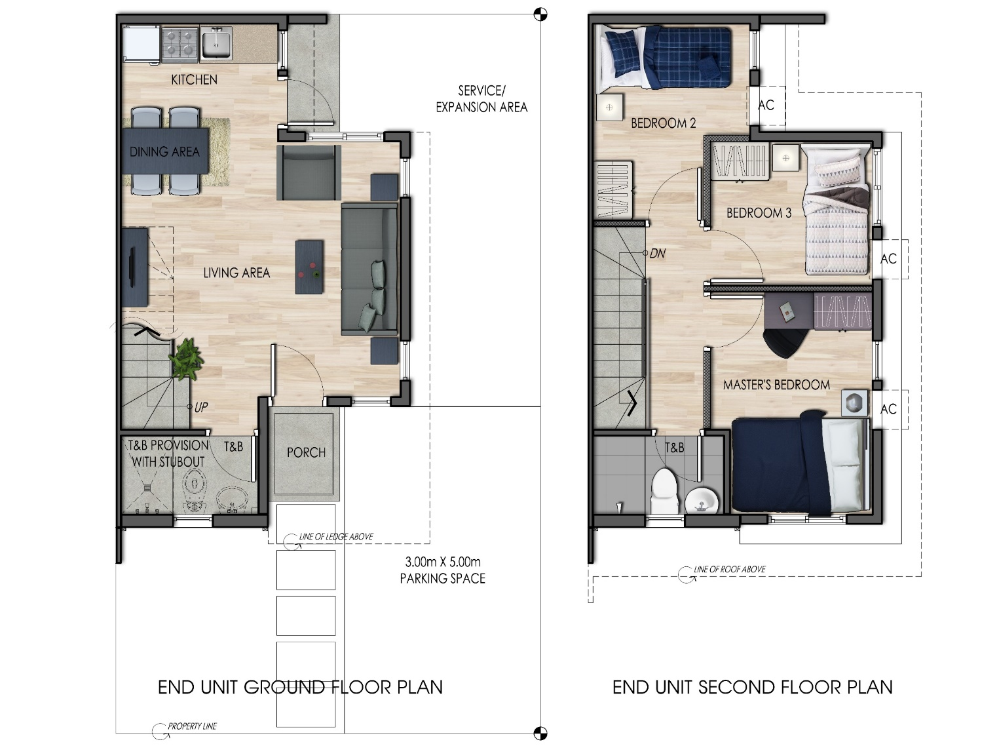 KITCHEN
SERVICE/
EXPANSION AREA
DINING AREA
LIVING AREA
UP
T&B PROVISION
WITH STUBOUT
T&B
PORCH
LINE OF LEDGE ABOVE
3.00m X 5.00m
PARKING SPACE
END UNIT GROUND FLOOR PLAN
PROPERTY LINE
AC
BEDROOM 2
BEDROOM 3
DN
AC
MASTER'S BEDROOM
AC
T&B
LINE OF ROOF ABOVE
END UNIT SECOND FLOOR PLAN